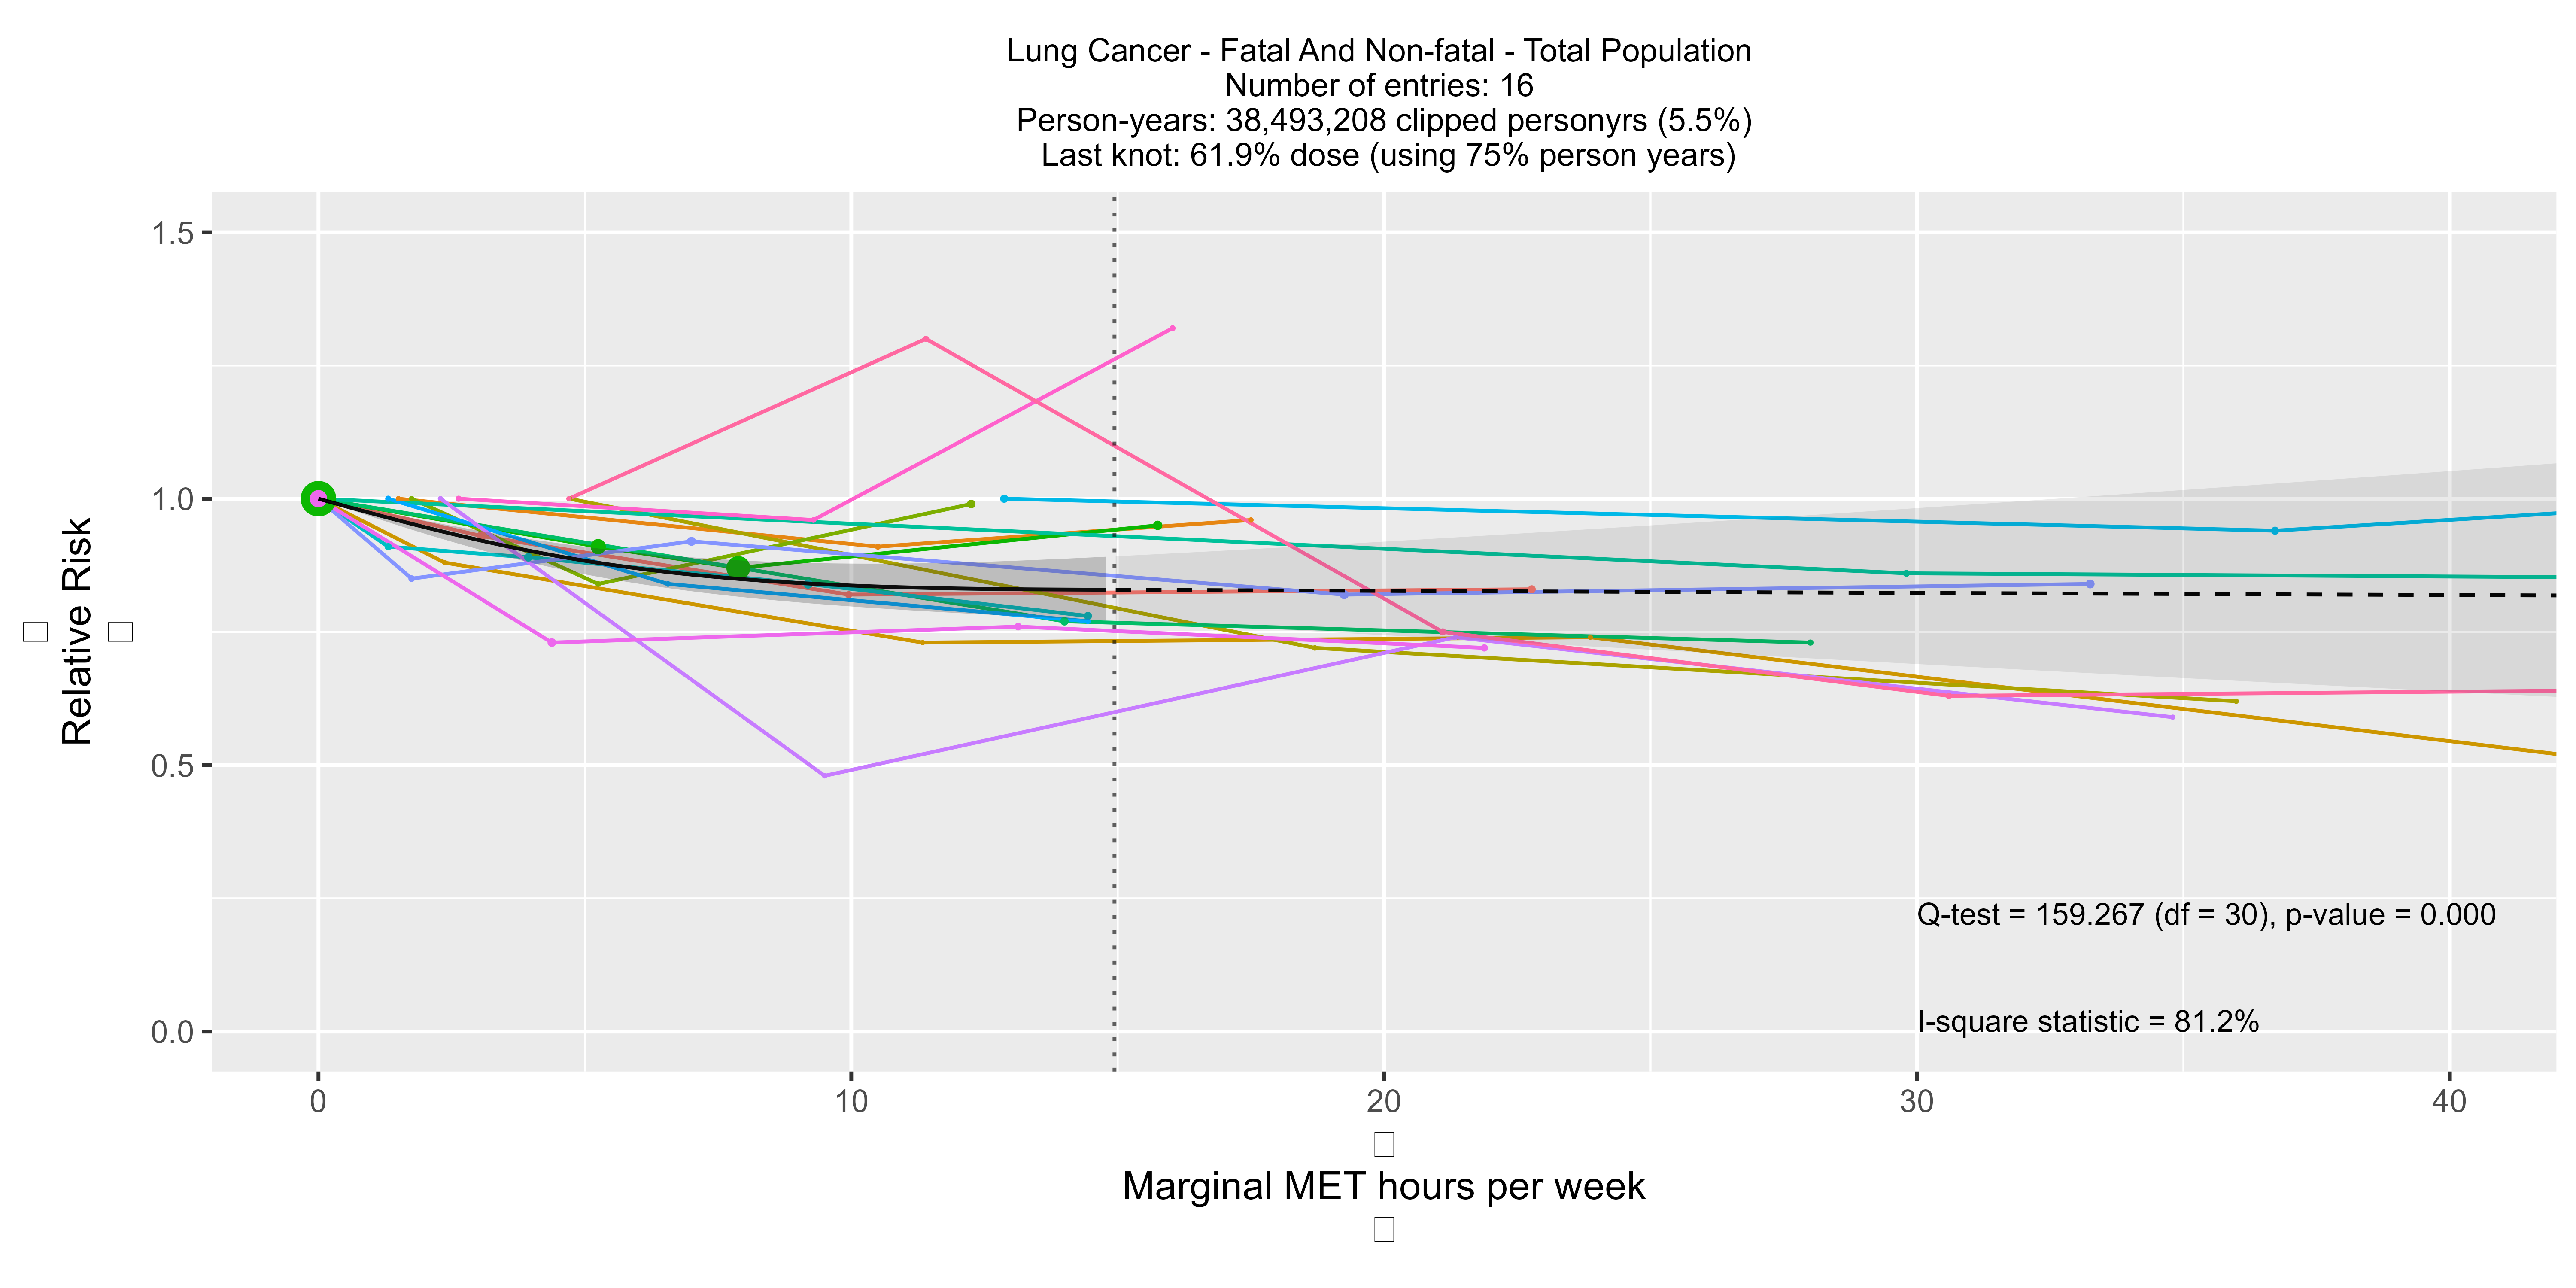 Lung Cancer - Fatal And Non-fatal - Total Population
Number of entries: 16
Person-years: 38,493,208 clipped personyrs (5.5%)
Last knot: 61.9% dose (using 75% person years)
1.5
1.0
0.5
0.0
Relative Risk
Q-test = 159.267 (df = 30), p-value = 0.000
I-square statistic = 81.2%
0 10 20 30 40
Marginal MET hours per week